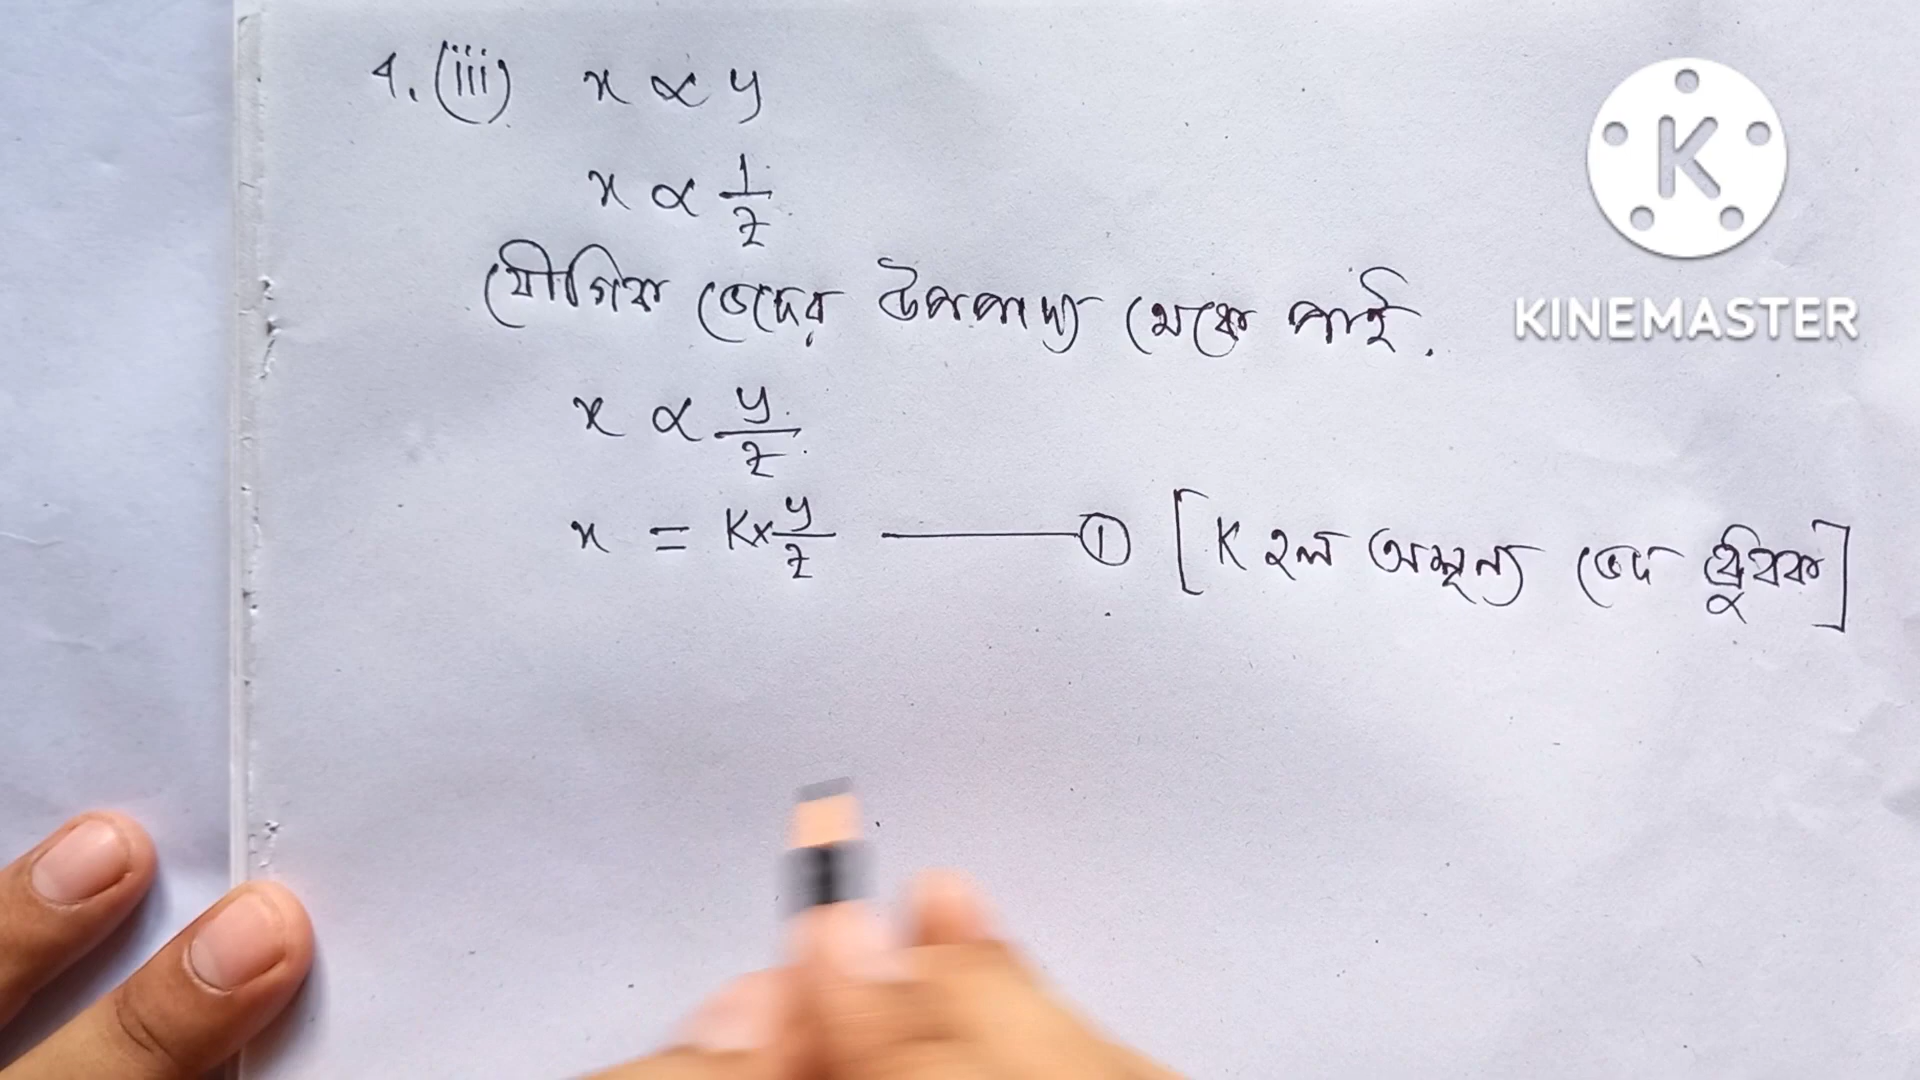 4. (iii) x ∝ y
x ∝ 1/z
যৌগিক ভেদের উপপাদ্য থেকে পাই.
x ∝ y/z
x = K× y/z ——— ① [K হল অশূন্য ভেদ ধ্রুবক]
K
KINEMASTER